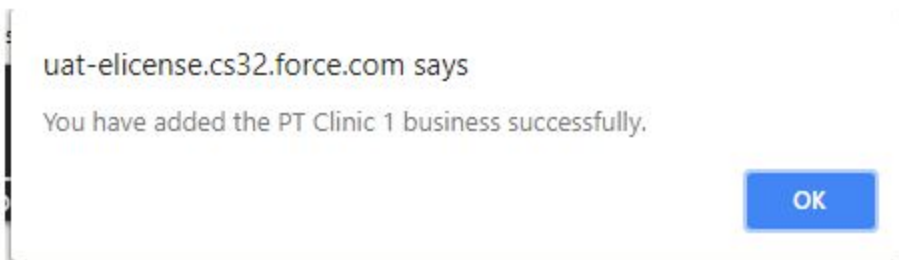 uat-elicense.cs32.force.com says
You have added the PT Clinic 1 business successfully.
OK